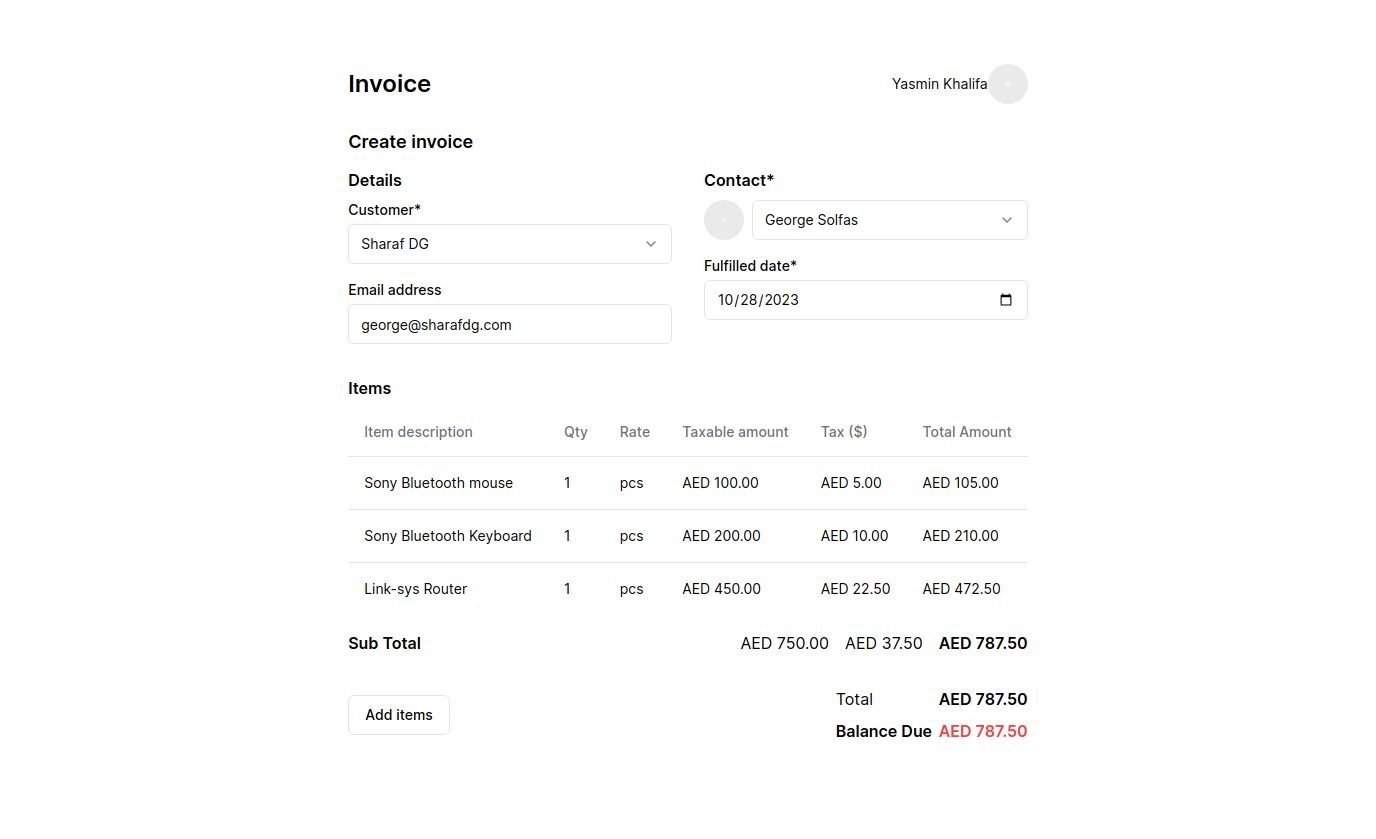 Invoice
Yasmin Khalifa
Create invoice
Details
Customer*
Sharaf DG
Email address
george@sharafdg.com
Contact*
George Solfas
Fulfilled date*
10/28/2023
Items
Item description Qty Rate Taxable amount Tax ($) Total Amount
Sony Bluetooth mouse 1 pcs AED 100.00 AED 5.00 AED 105.00
Sony Bluetooth Keyboard 1 pcs AED 200.00 AED 10.00 AED 210.00
Link-sys Router 1 pcs AED 450.00 AED 22.50 AED 472.50
Sub Total AED 750.00 AED 37.50 AED 787.50
Add items
Total AED 787.50
Balance Due AED 787.50